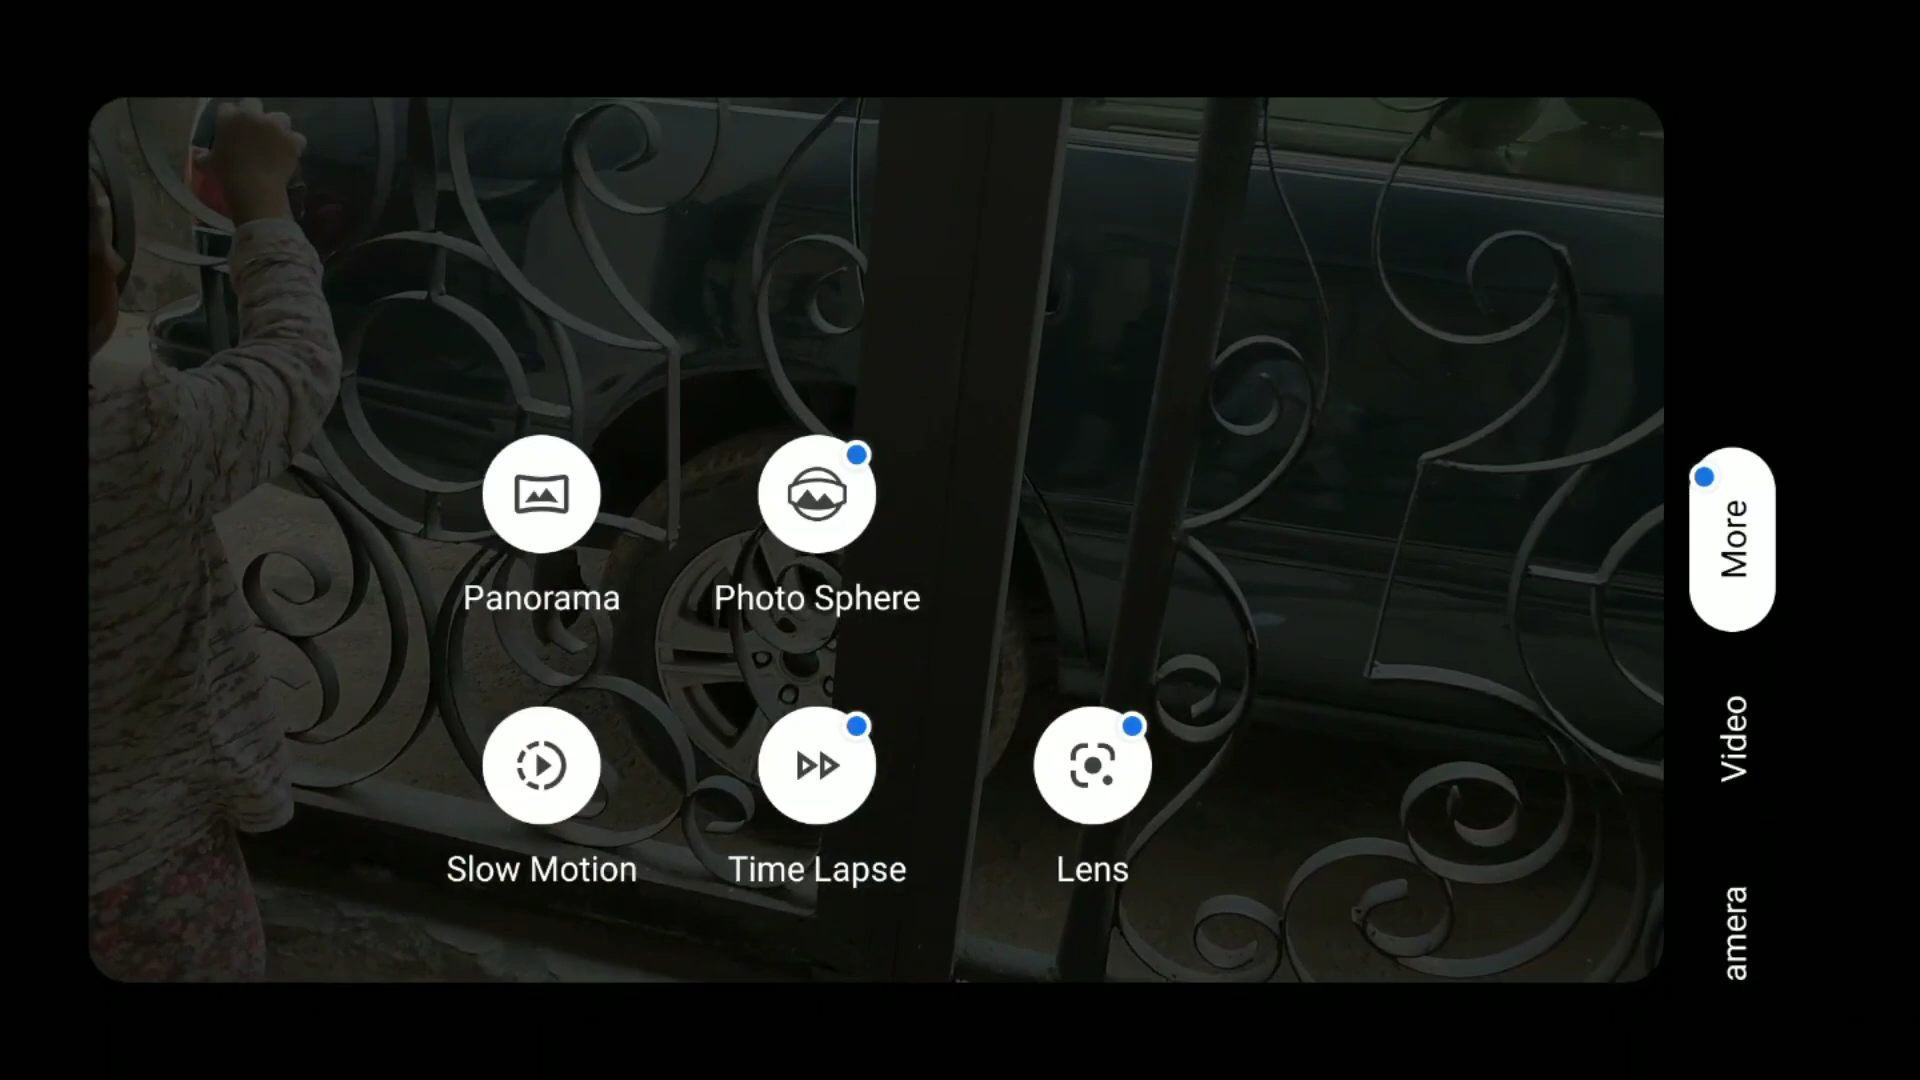 Panorama
Photo Sphere
Slow Motion
Time Lapse
Lens
More
Video
amera